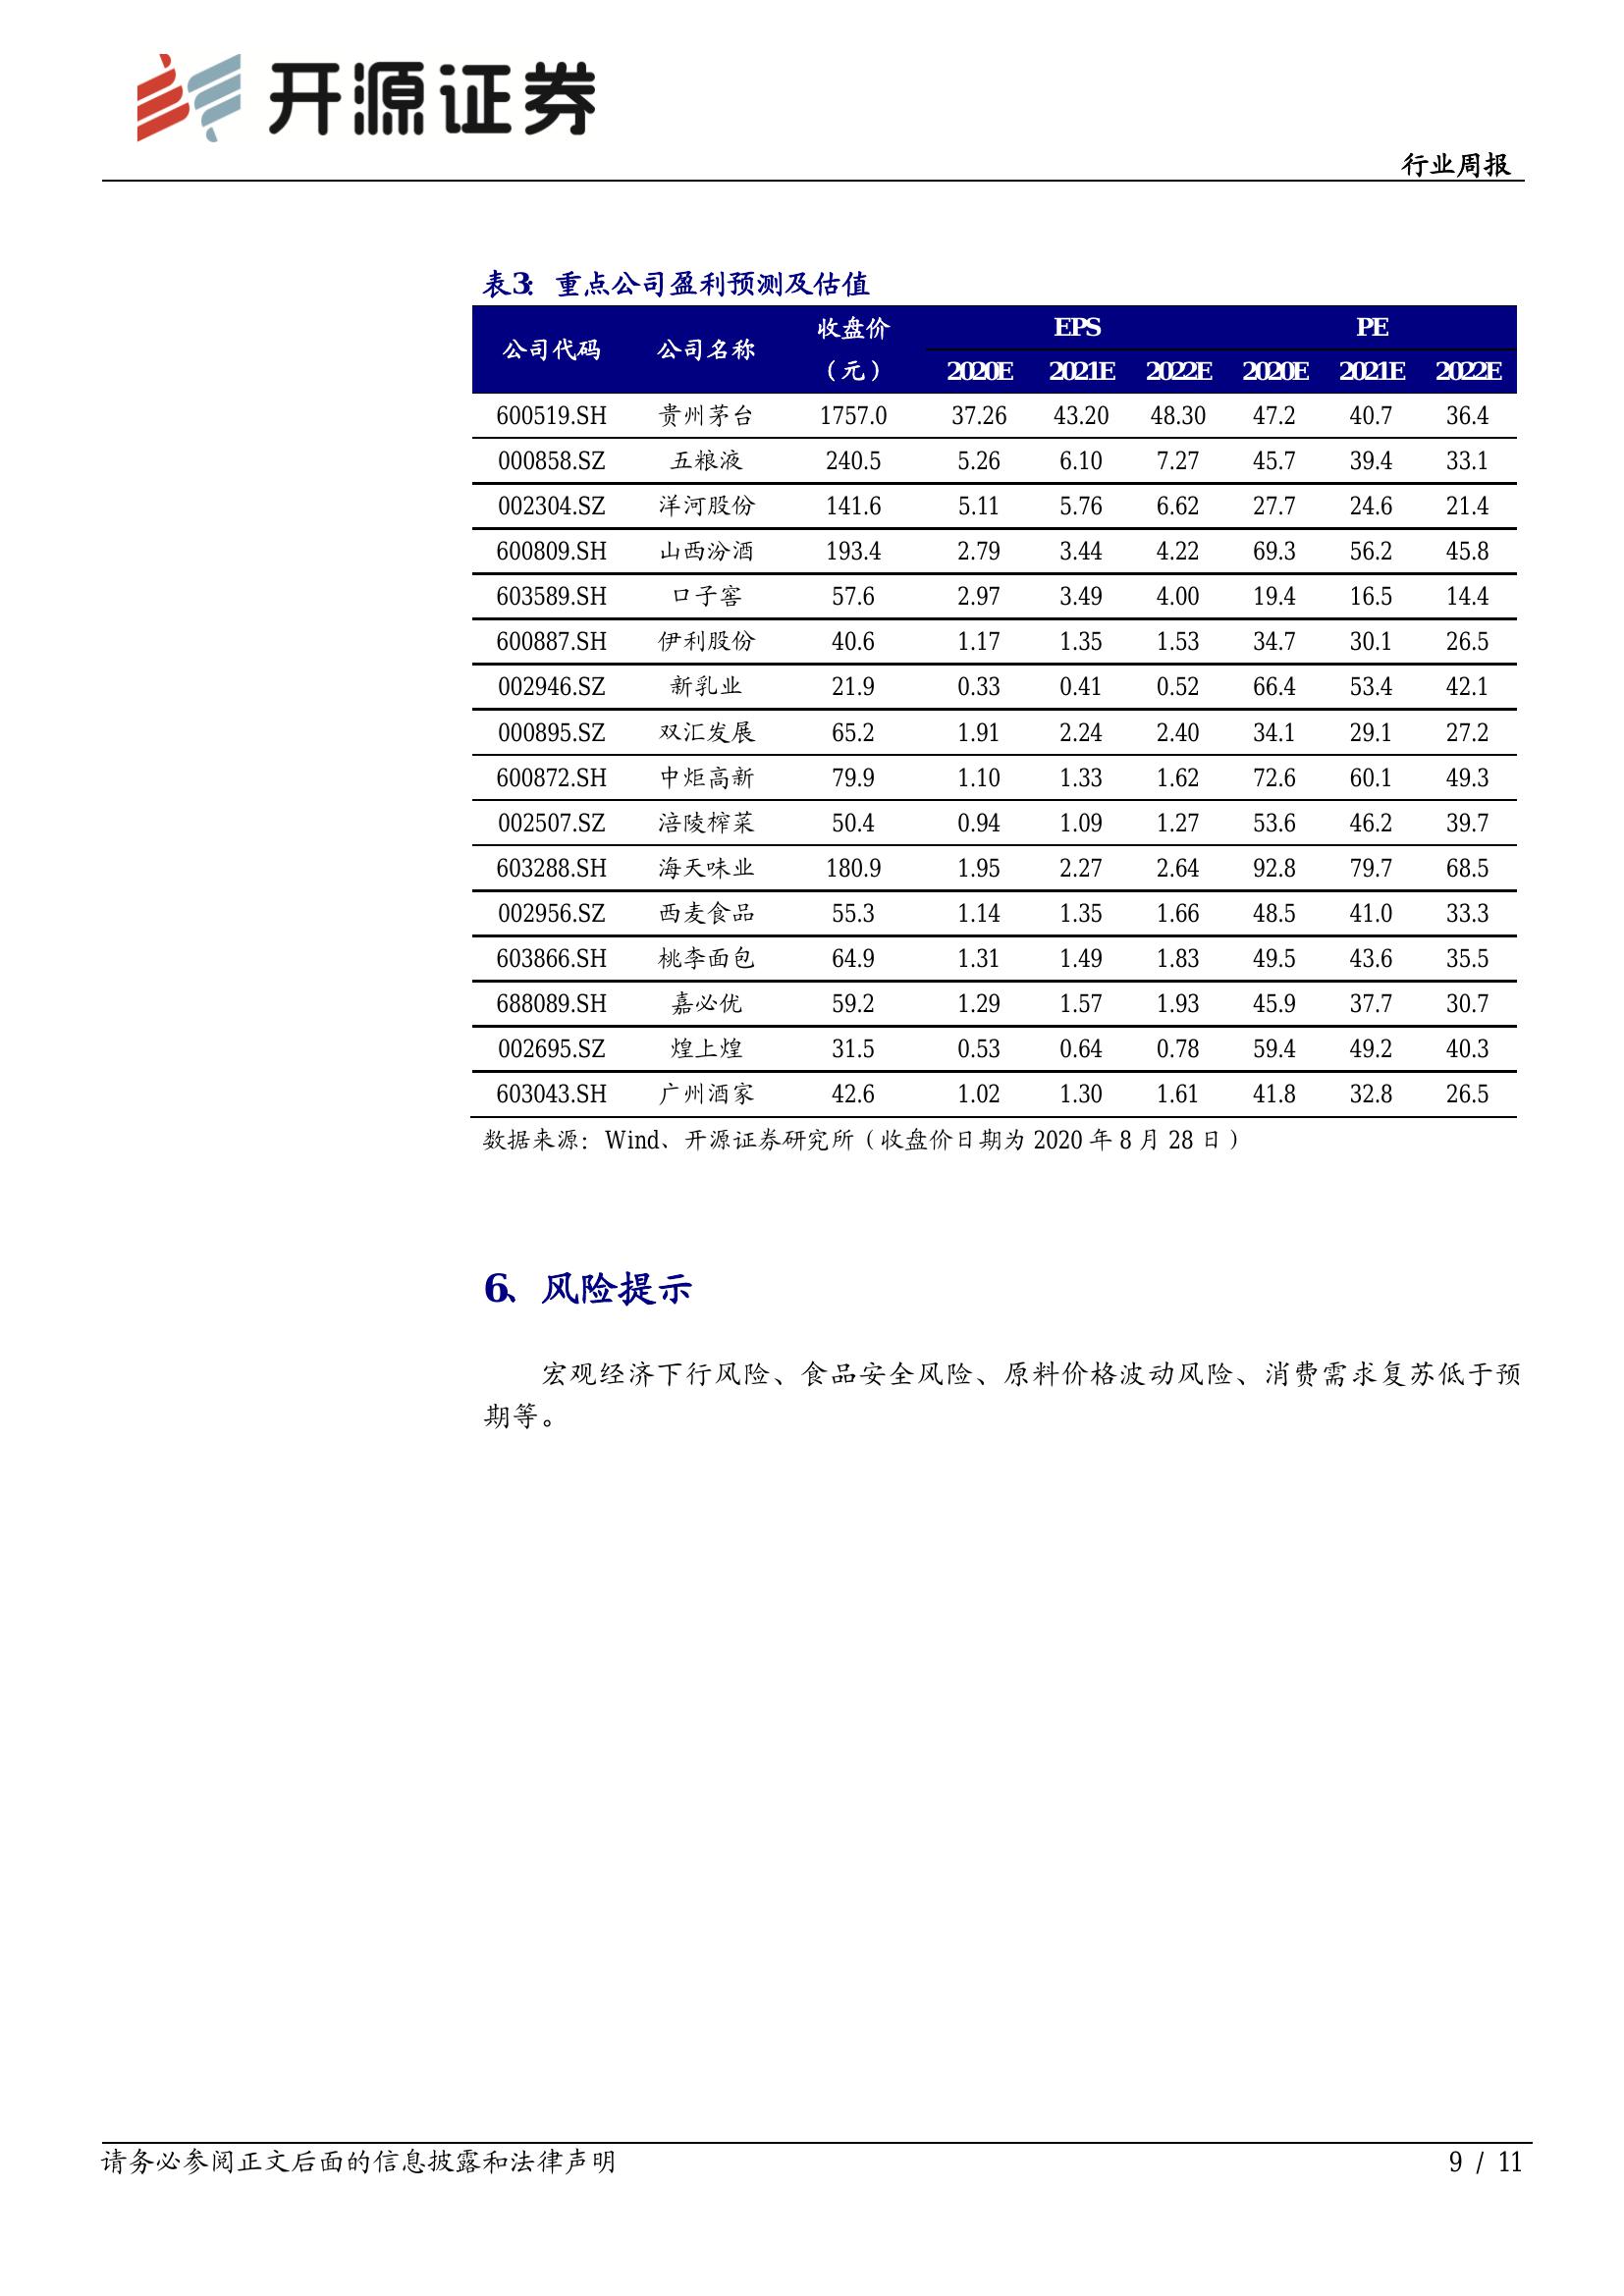 开源证券
行业周报
表3： 重点公司盈利预测及估值
公司代码 公司名称 收盘价（元） EPS PE
2020E 2021E 2022E 2020E 2021E 2022E
600519.SH 贵州茅台 1757.0 37.26 43.20 48.30 47.2 40.7 36.4
000858.SZ 五粮液 240.5 5.26 6.10 7.27 45.7 39.4 33.1
002304.SZ 洋河股份 141.6 5.11 5.76 6.62 27.7 24.6 21.4
600809.SH 山西汾酒 193.4 2.79 3.44 4.22 69.3 56.2 45.8
603589.SH 口子窖 57.6 2.97 3.49 4.00 19.4 16.5 14.4
600887.SH 伊利股份 40.6 1.17 1.35 1.53 34.7 30.1 26.5
002946.SZ 新乳业 21.9 0.33 0.41 0.52 66.4 53.4 42.1
000895.SZ 双汇发展 65.2 1.91 2.24 2.40 34.1 29.1 27.2
600872.SH 中炬高新 79.9 1.10 1.33 1.62 72.6 60.1 49.3
002507.SZ 涪陵榨菜 50.4 0.94 1.09 1.27 53.6 46.2 39.7
603288.SH 海天味业 180.9 1.95 2.27 2.64 92.8 79.7 68.5
002956.SZ 西麦食品 55.3 1.14 1.35 1.66 48.5 41.0 33.3
603866.SH 桃李面包 64.9 1.31 1.49 1.83 49.5 43.6 35.5
688089.SH 嘉必优 59.2 1.29 1.57 1.93 45.9 37.7 30.7
002695.SZ 煌上煌 31.5 0.53 0.64 0.78 59.4 49.2 40.3
603043.SH 广州酒家 42.6 1.02 1.30 1.61 41.8 32.8 26.5
数据来源：Wind、开源证券研究所（收盘价日期为 2020 年 8 月 28 日）
6、 风险提示
宏观经济下行风险、食品安全风险、原料价格波动风险、消费需求复苏低于预
期等。
请务必参阅正文后面的信息披露和法律声明 9 / 11